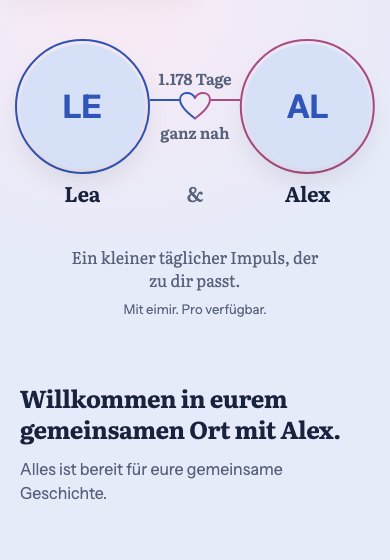 LE
1.178 Tage
AL
ganz nah
Lea & Alex
Ein kleiner täglicher Impuls, der
zu dir passt.
Mit eimir. Pro verfügbar.
Willkommen in eurem
gemeinsamen Ort mit Alex.
Alles ist bereit für eure gemeinsame
Geschichte.